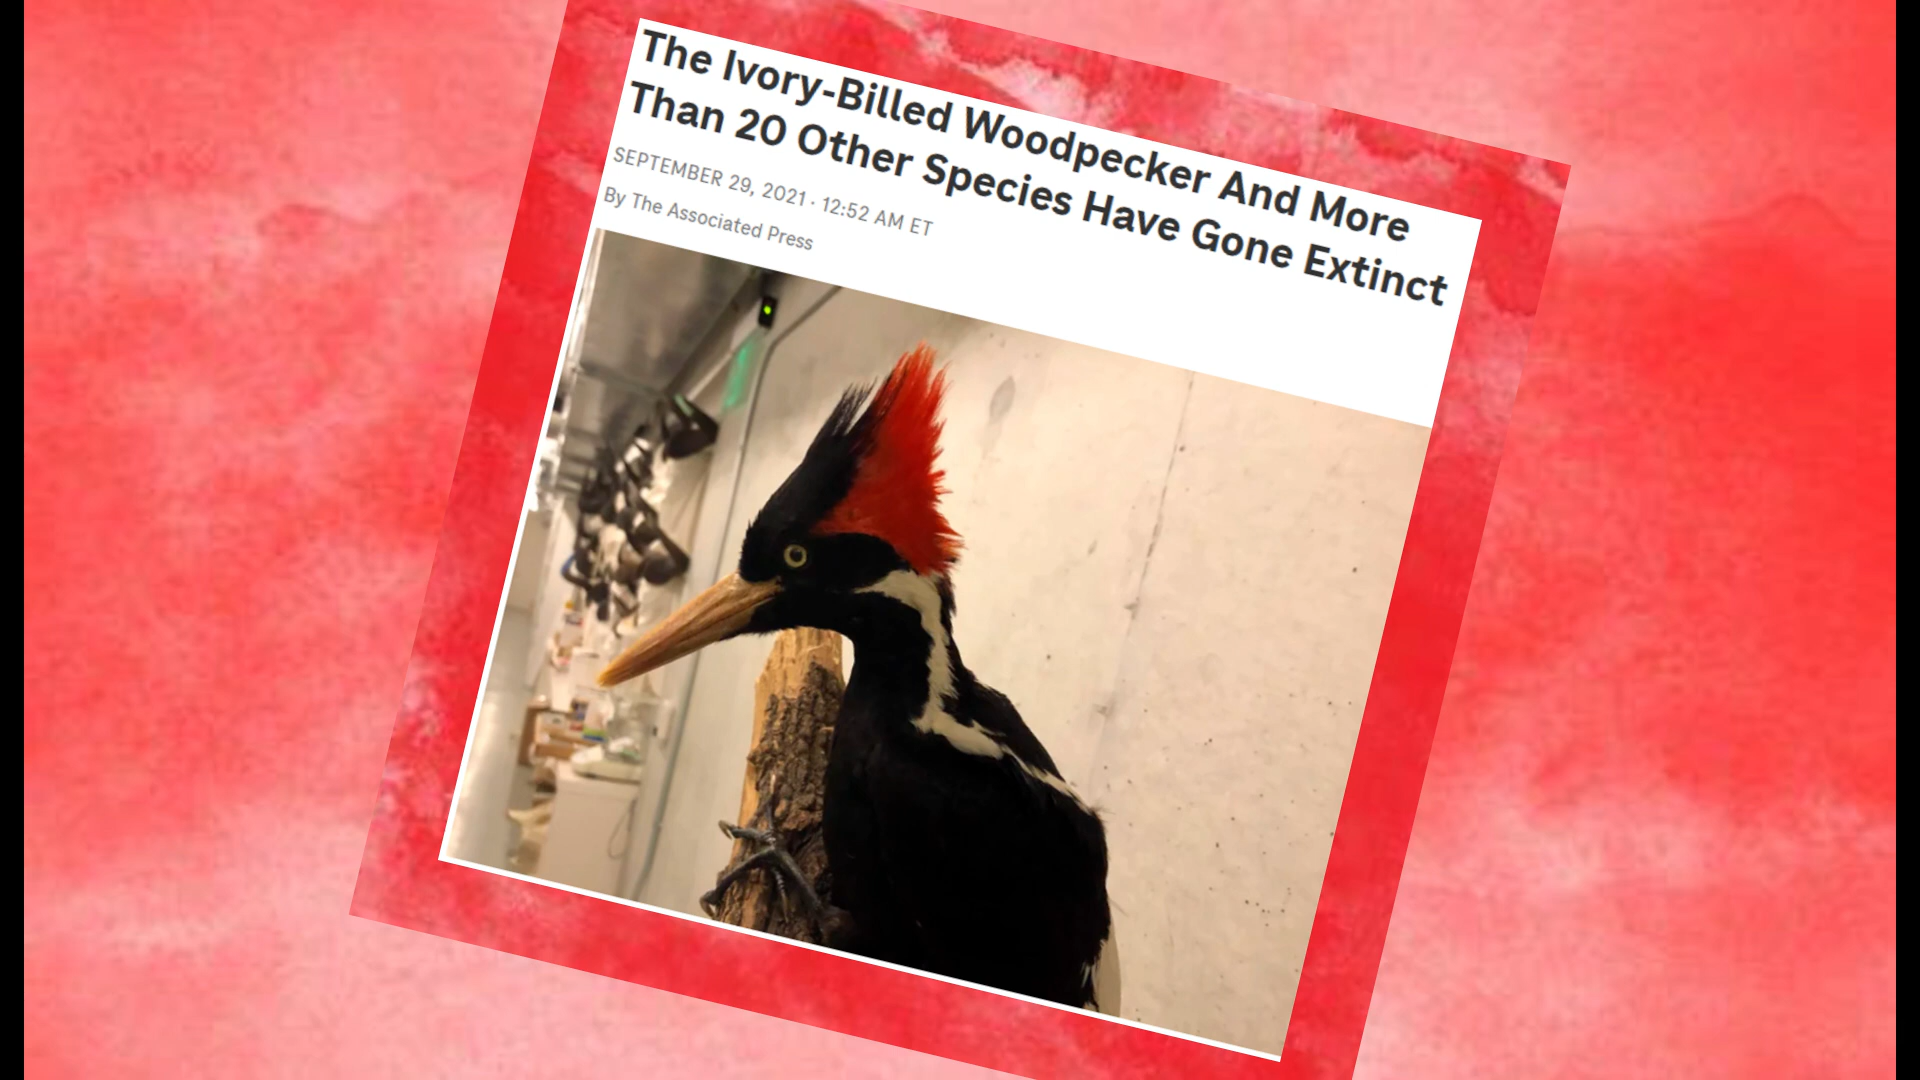 The Ivory-Billed Woodpecker And More
Than 20 Other Species Have Gone Extinct
SEPTEMBER 29, 2021 · 12:52 AM ET
By The Associated Press